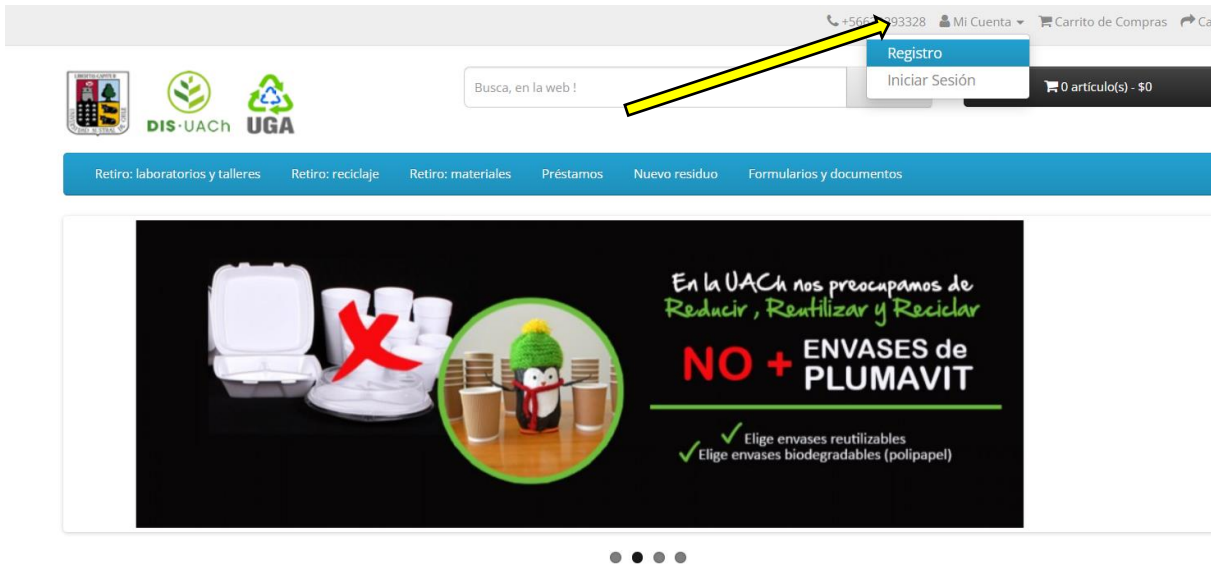 Mi Cuenta
Carrito de Compras
Registro
Iniciar Sesión
Busca, en la web !
0 artículo(s) - $0
DIS·UACh
UGA
Retiro: laboratorios y talleres Retiro: reciclaje Retiro: materiales Préstamos Nuevo residuo Formularios y documentos
En la UACh nos preocupamos de
Reducir , Reutilizar y Reciclar
NO + ENVASES de
PLUMAVIT
Elige envases reutilizables
Elige envases biodegradables (polipapel)